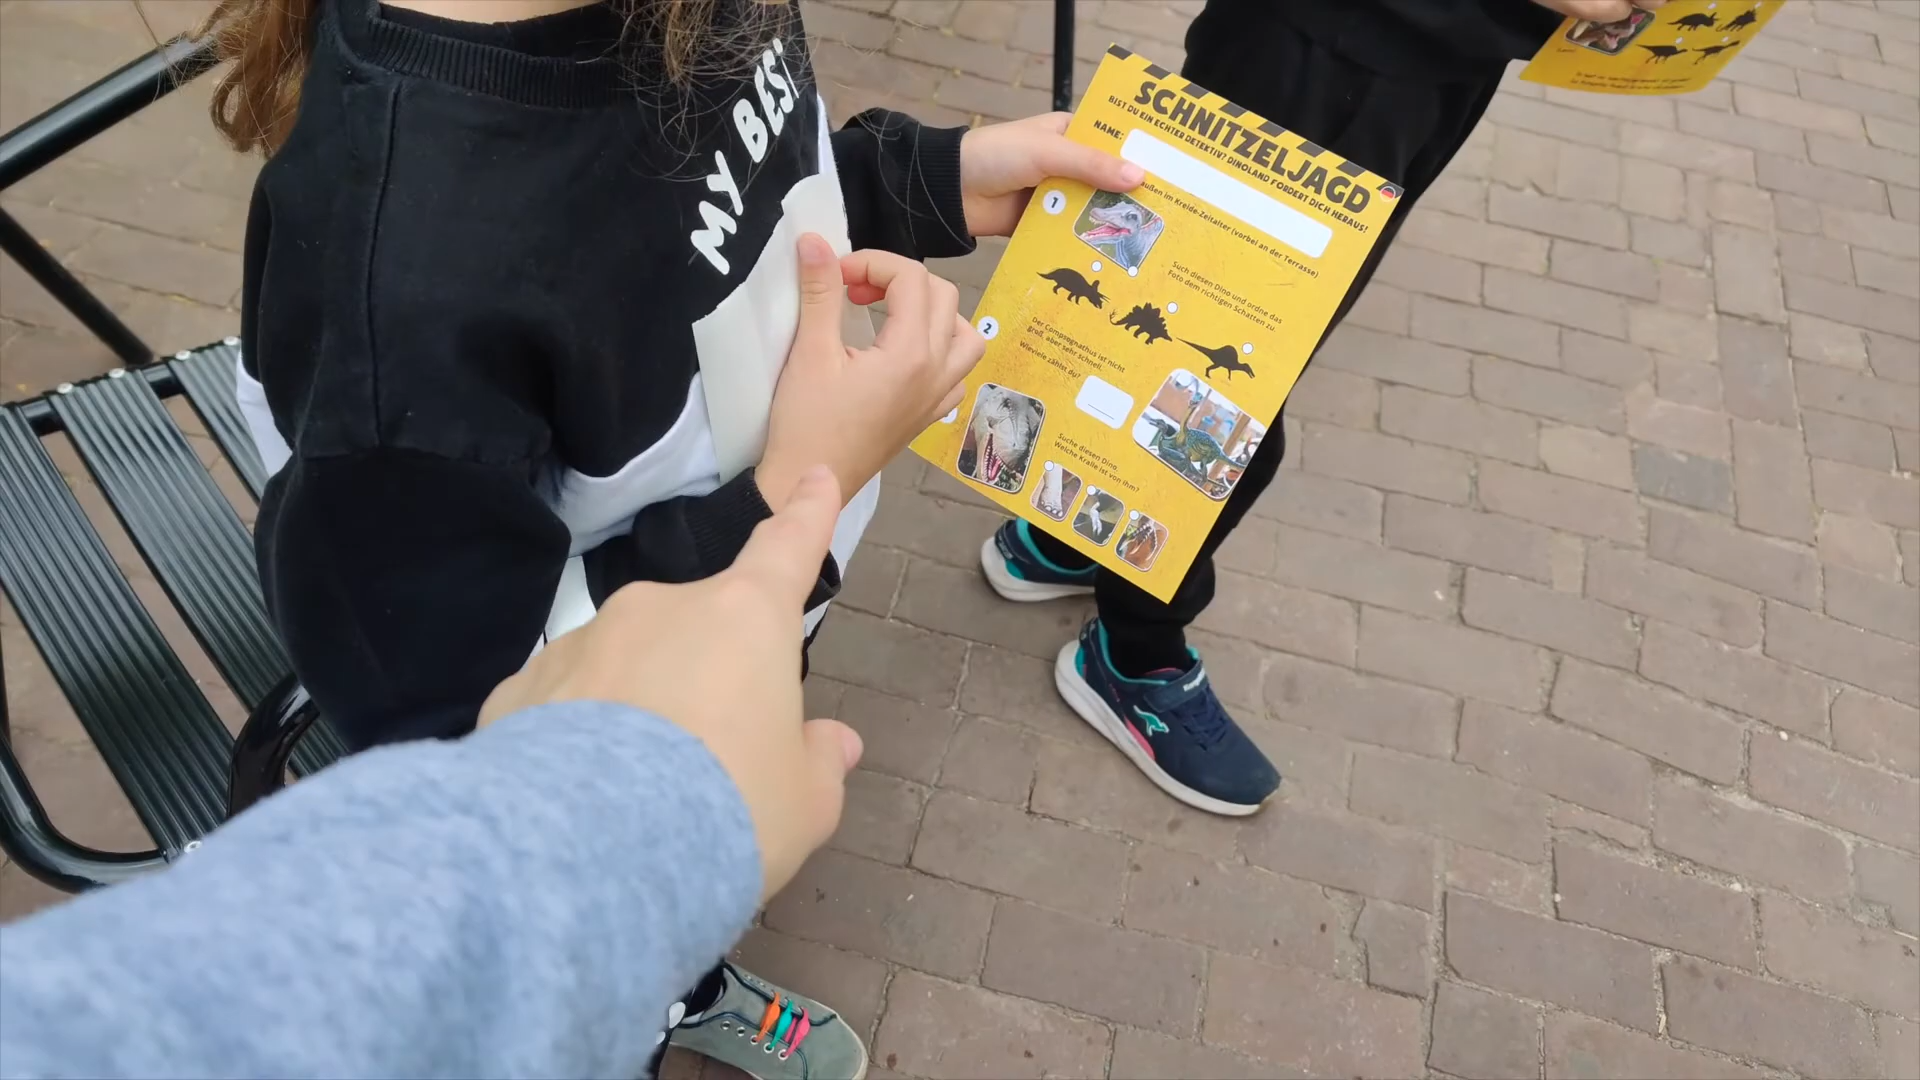 MY BEST
SCHNITZELJAGD
BIST DU EIN ECHTER DETEKTIV? DINOLAND FORDERT DICH HERAUS!
NAME:
außen im Kreide-Zeitalter (vorbei an der Terrasse)
1
Such diesen Dino und ordne das
Foto dem richtigen Schatten zu.
2
Der Compsognathus ist nicht
groß, aber sehr schnell.
Wieviele zählst du?
Suche diesen Dino.
Welche Kralle ist von ihm?